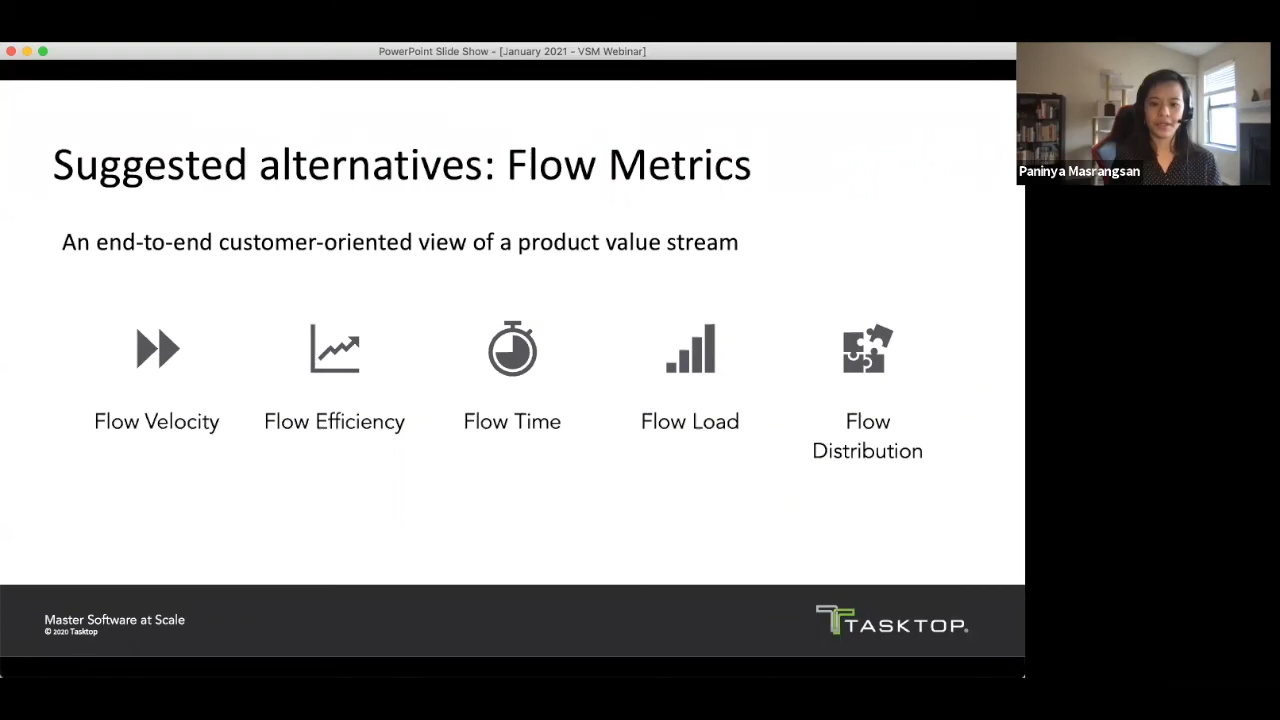 PowerPoint Slide Show - [January 2021 - VSM Webinar]
Paninya Masrangsan
Suggested alternatives: Flow Metrics
An end-to-end customer-oriented view of a product value stream
Flow Velocity
Flow Efficiency
Flow Time
Flow Load
Flow
Distribution
Master Software at Scale
© 2020 Tasktop
TASKTOP®